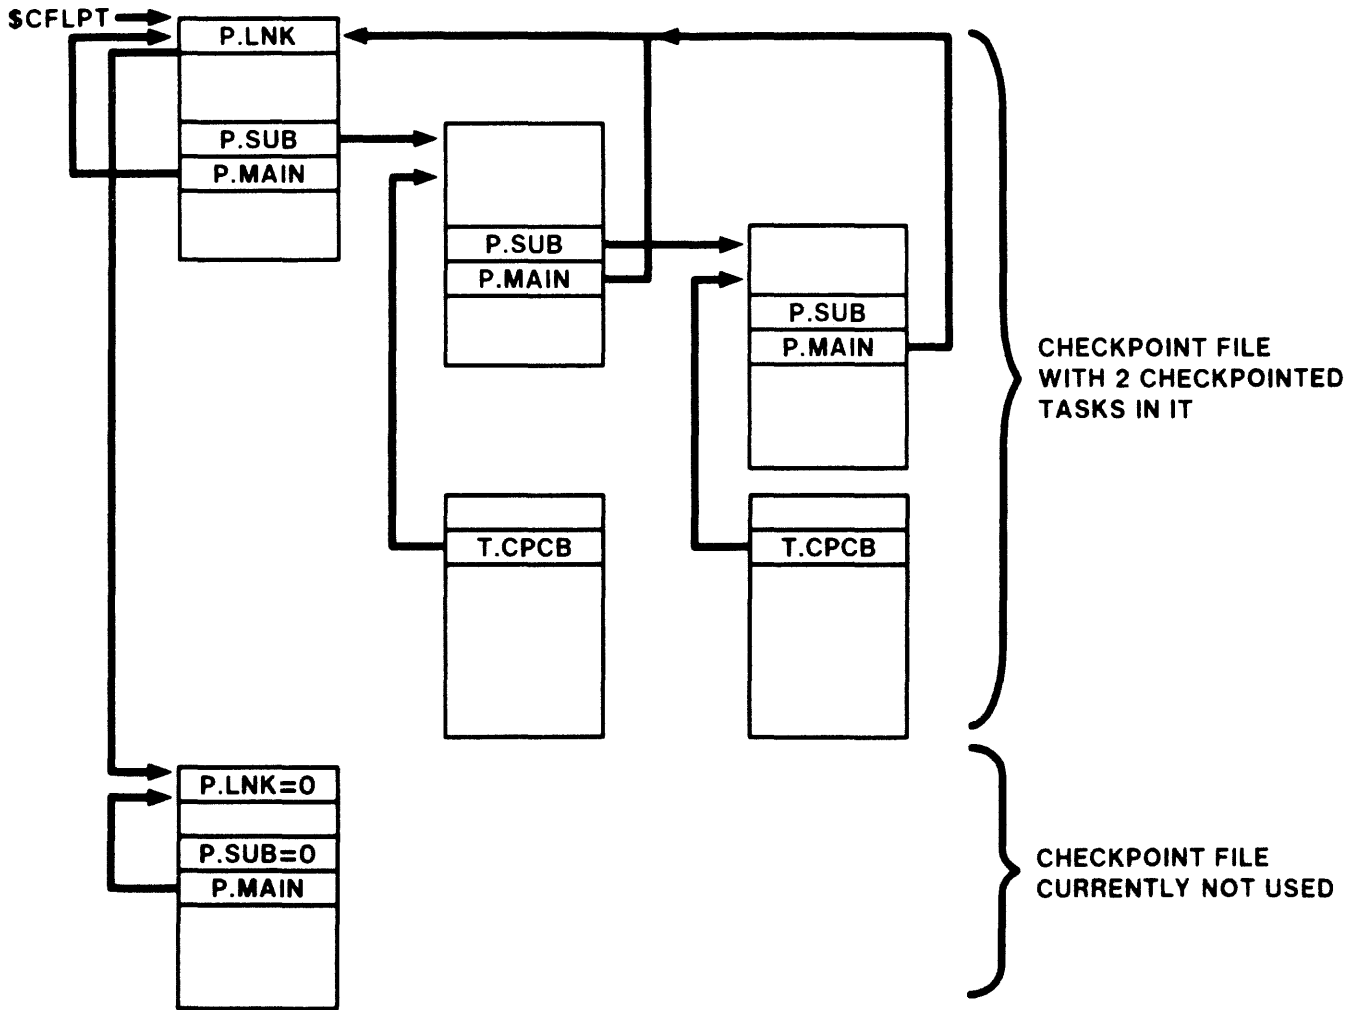 $CFLPT
P.LNK
P.SUB
P.MAIN
P.SUB
P.MAIN
P.SUB
P.MAIN
CHECKPOINT FILE
WITH 2 CHECKPOINTED
TASKS IN IT
T.CPCB
T.CPCB
P.LNK=0
P.SUB=0
P.MAIN
CHECKPOINT FILE
CURRENTLY NOT USED